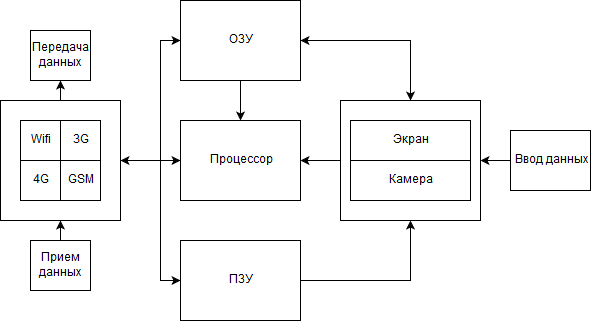 Передача
данных
ОЗУ
Wifi
3G
4G
GSM
Процессор
Экран
Камера
Ввод данных
Прием
данных
ПЗУ